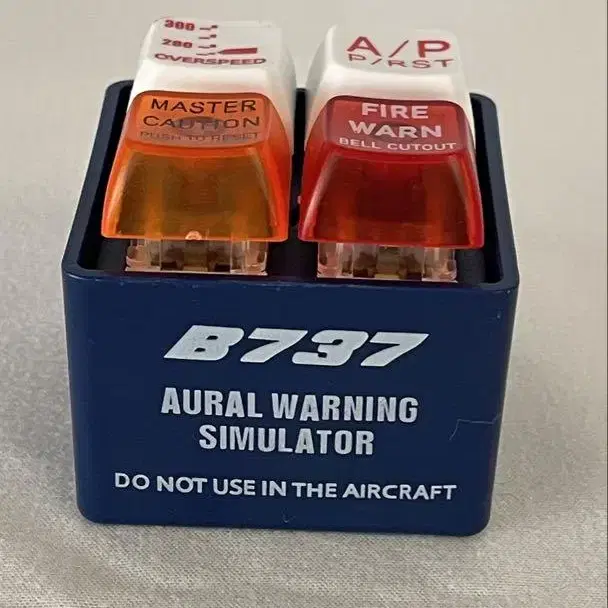 300
200
OVERSPEED
A/P
P/RST
MASTER
CAUTION
PUSH TO RESET
FIRE
WARN
BELL CUTOUT
B737
AURAL WARNING
SIMULATOR
DO NOT USE IN THE AIRCRAFT